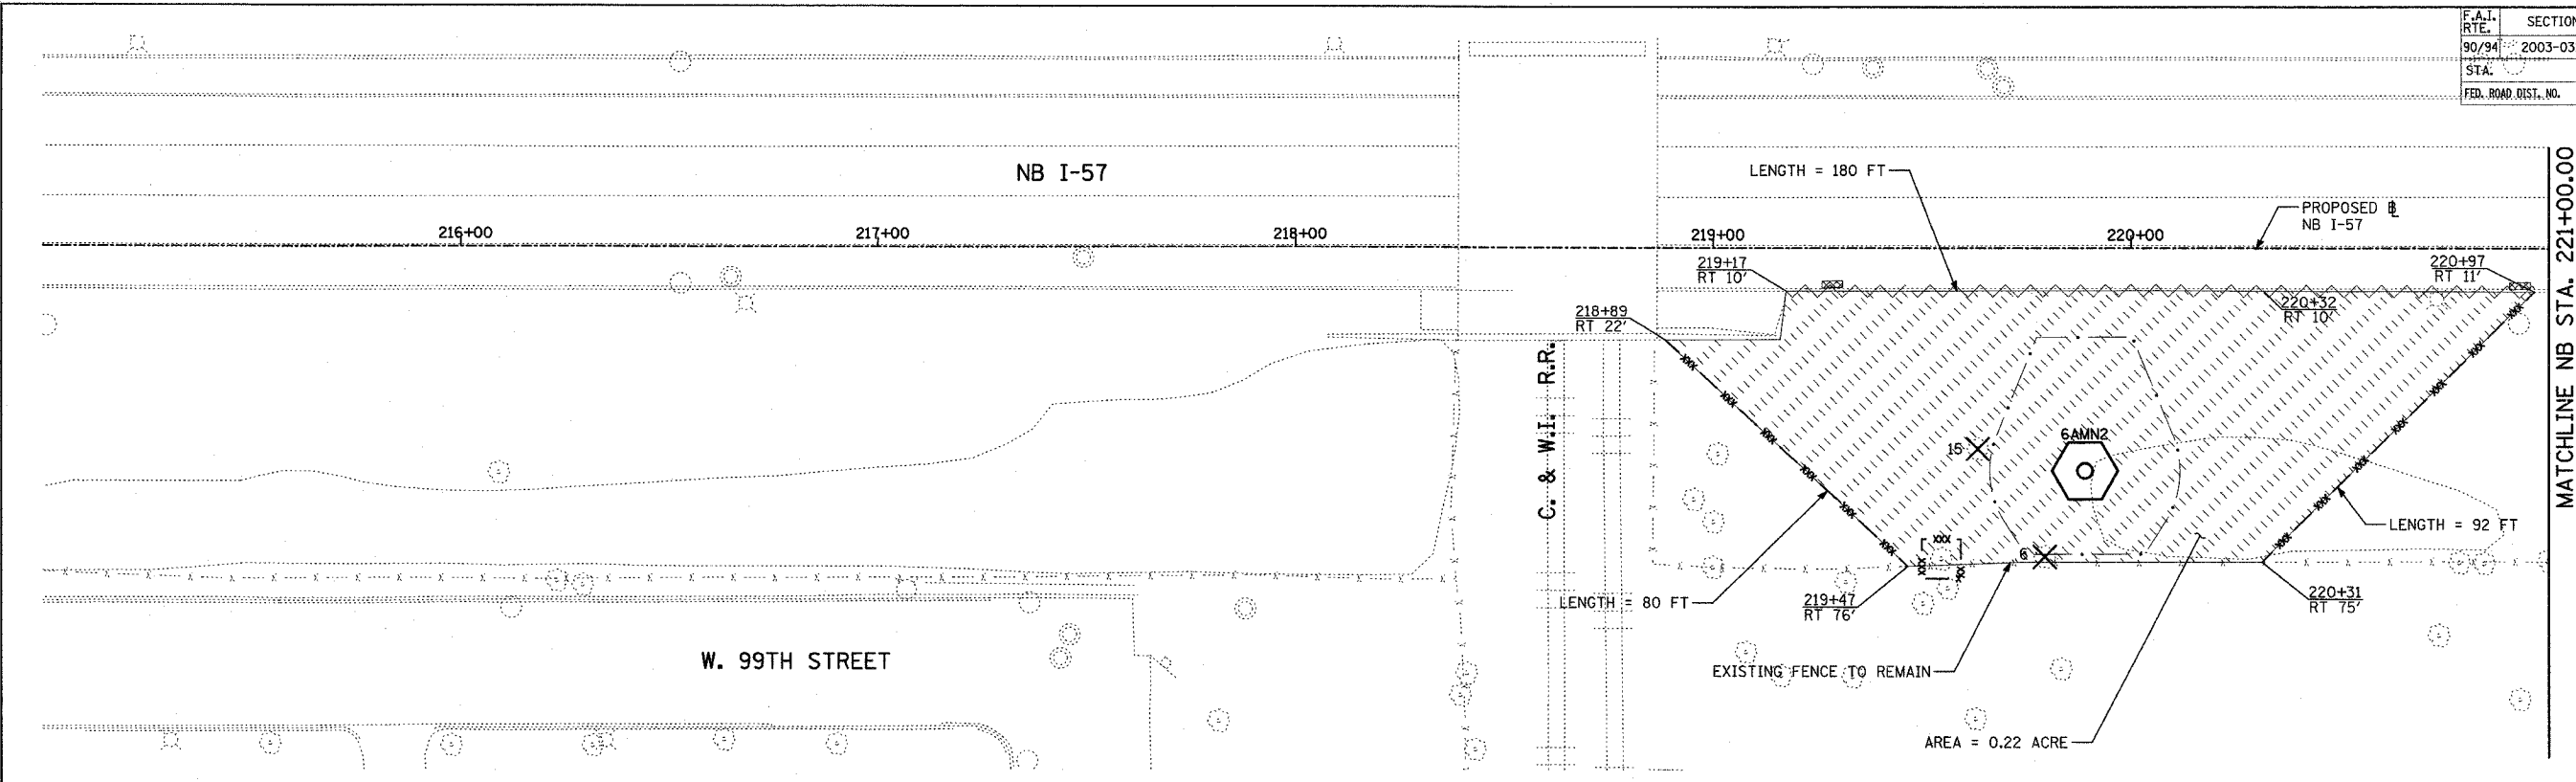 F.A.I.
RTE.
SECTION
90/94
2003-03
STA.
FED. ROAD DIST. NO.
NB I-57
LENGTH = 180 FT
PROPOSED ℄
NB I-57
216+00
217+00
218+00
219+00
220+00
219+17
RT 10'
220+97
RT 11'
220+32
RT 10'
218+89
RT 22'
C. & W.I. R.R.
MATCHLINE NB STA. 221+00.00
6AMN2
15
6
XXX
LENGTH = 92 FT
LENGTH = 80 FT
219+47
RT 76'
220+31
RT 75'
W. 99TH STREET
EXISTING FENCE TO REMAIN
AREA = 0.22 ACRE